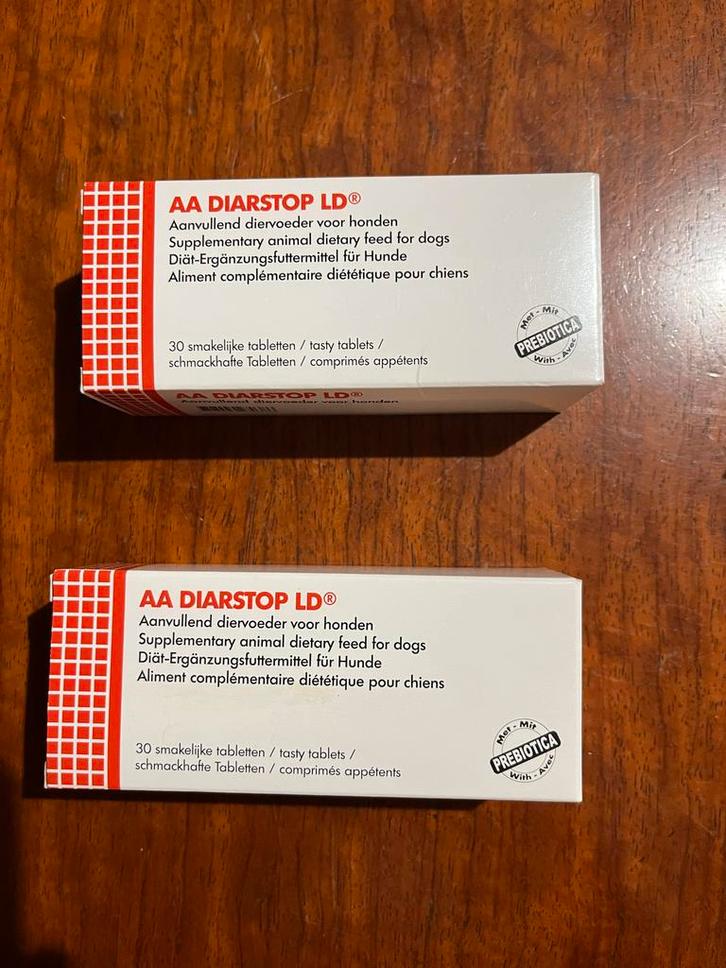 AA DIARSTOP LD®
Aanvullend diervoeder voor honden
Supplementary animal dietary feed for dogs
Diät-Ergänzungsfuttermittel für Hunde
Aliment complémentaire diététique pour chiens
30 smakelijke tabletten / tasty tablets /
schmackhafte Tabletten / comprimés appétents
Met - Mit
PREBIOTICA
With - Avec
AA DIARSTOP LD®
Aanvullend diervoeder voor honden
AA DIARSTOP LD®
Aanvullend diervoeder voor honden
Supplementary animal dietary feed for dogs
Diät-Ergänzungsfuttermittel für Hunde
Aliment complémentaire diététique pour chiens
30 smakelijke tabletten / tasty tablets /
schmackhafte Tabletten / comprimés appétents
Met - Mit
PREBIOTICA
With - Avec